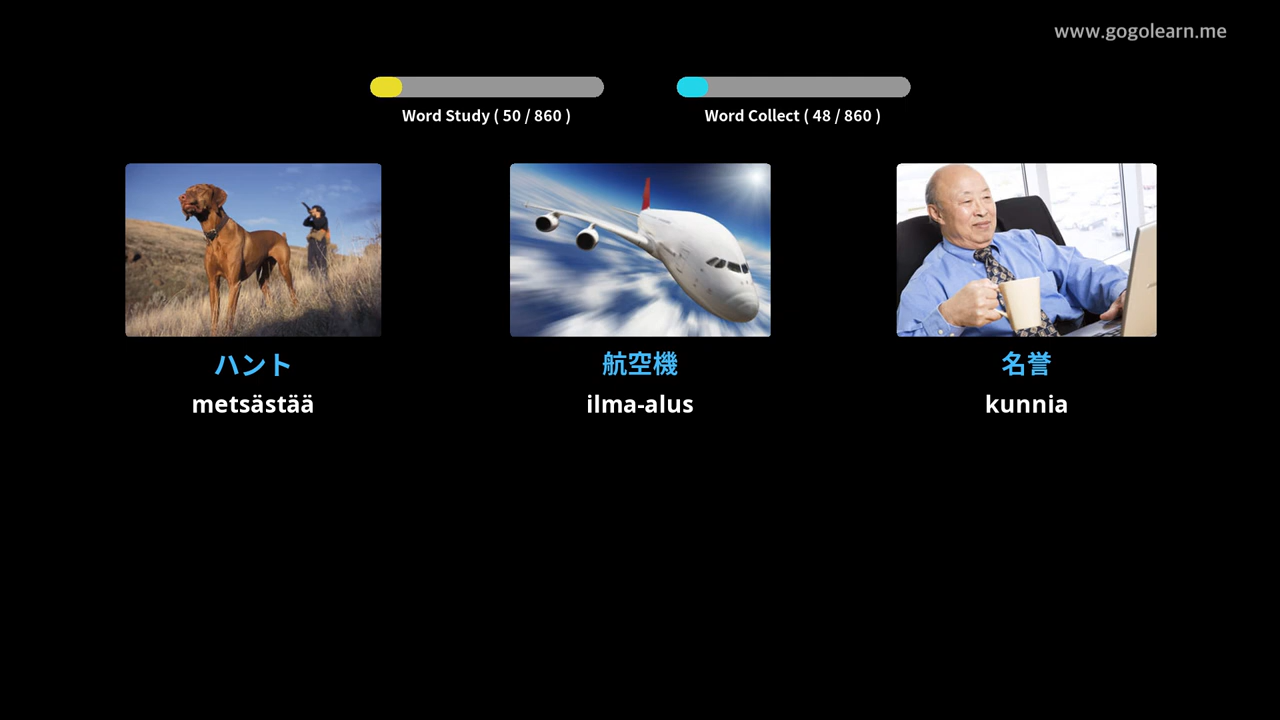 www.gogolearn.me
Word Study ( 50 / 860 )
Word Collect ( 48 / 860 )
ハント
metsästää
航空機
ilma-alus
名誉
kunnia